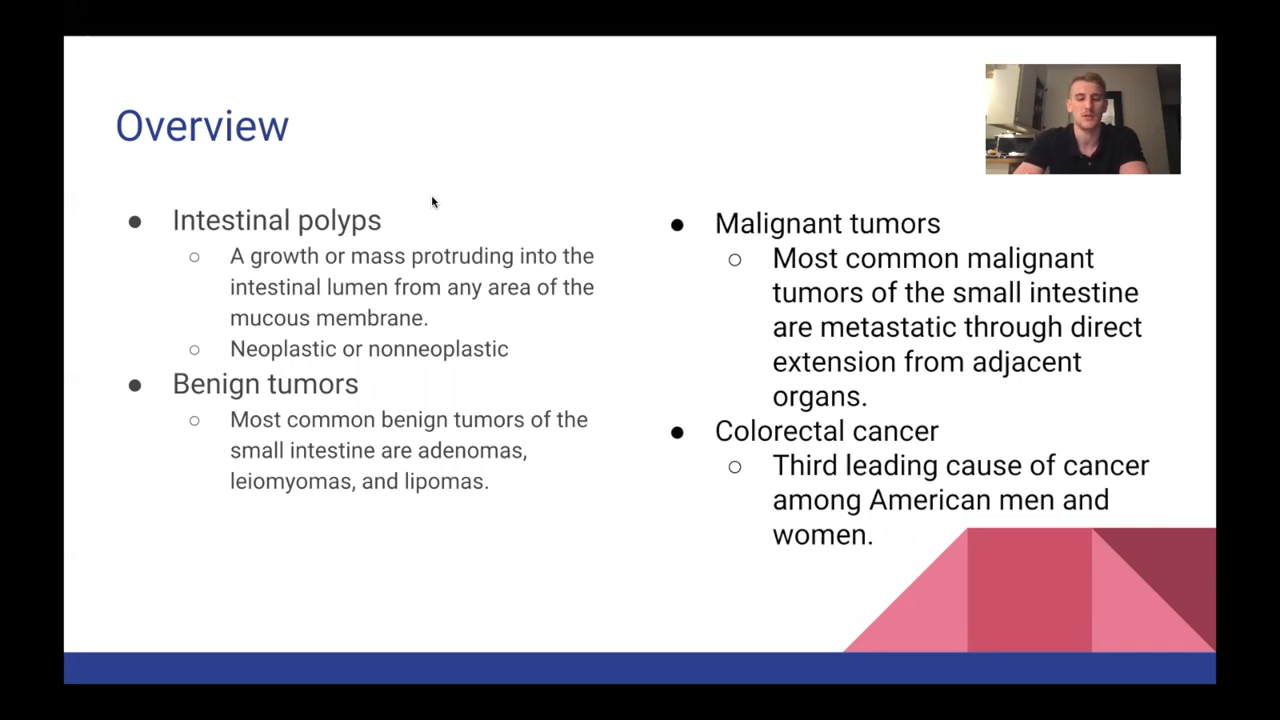 Overview
Intestinal polyps
A growth or mass protruding into the
intestinal lumen from any area of the
mucous membrane.
Neoplastic or nonneoplastic
Benign tumors
Most common benign tumors of the
small intestine are adenomas,
leiomyomas, and lipomas.
Malignant tumors
Most common malignant
tumors of the small intestine
are metastatic through direct
extension from adjacent
organs.
Colorectal cancer
Third leading cause of cancer
among American men and
women.